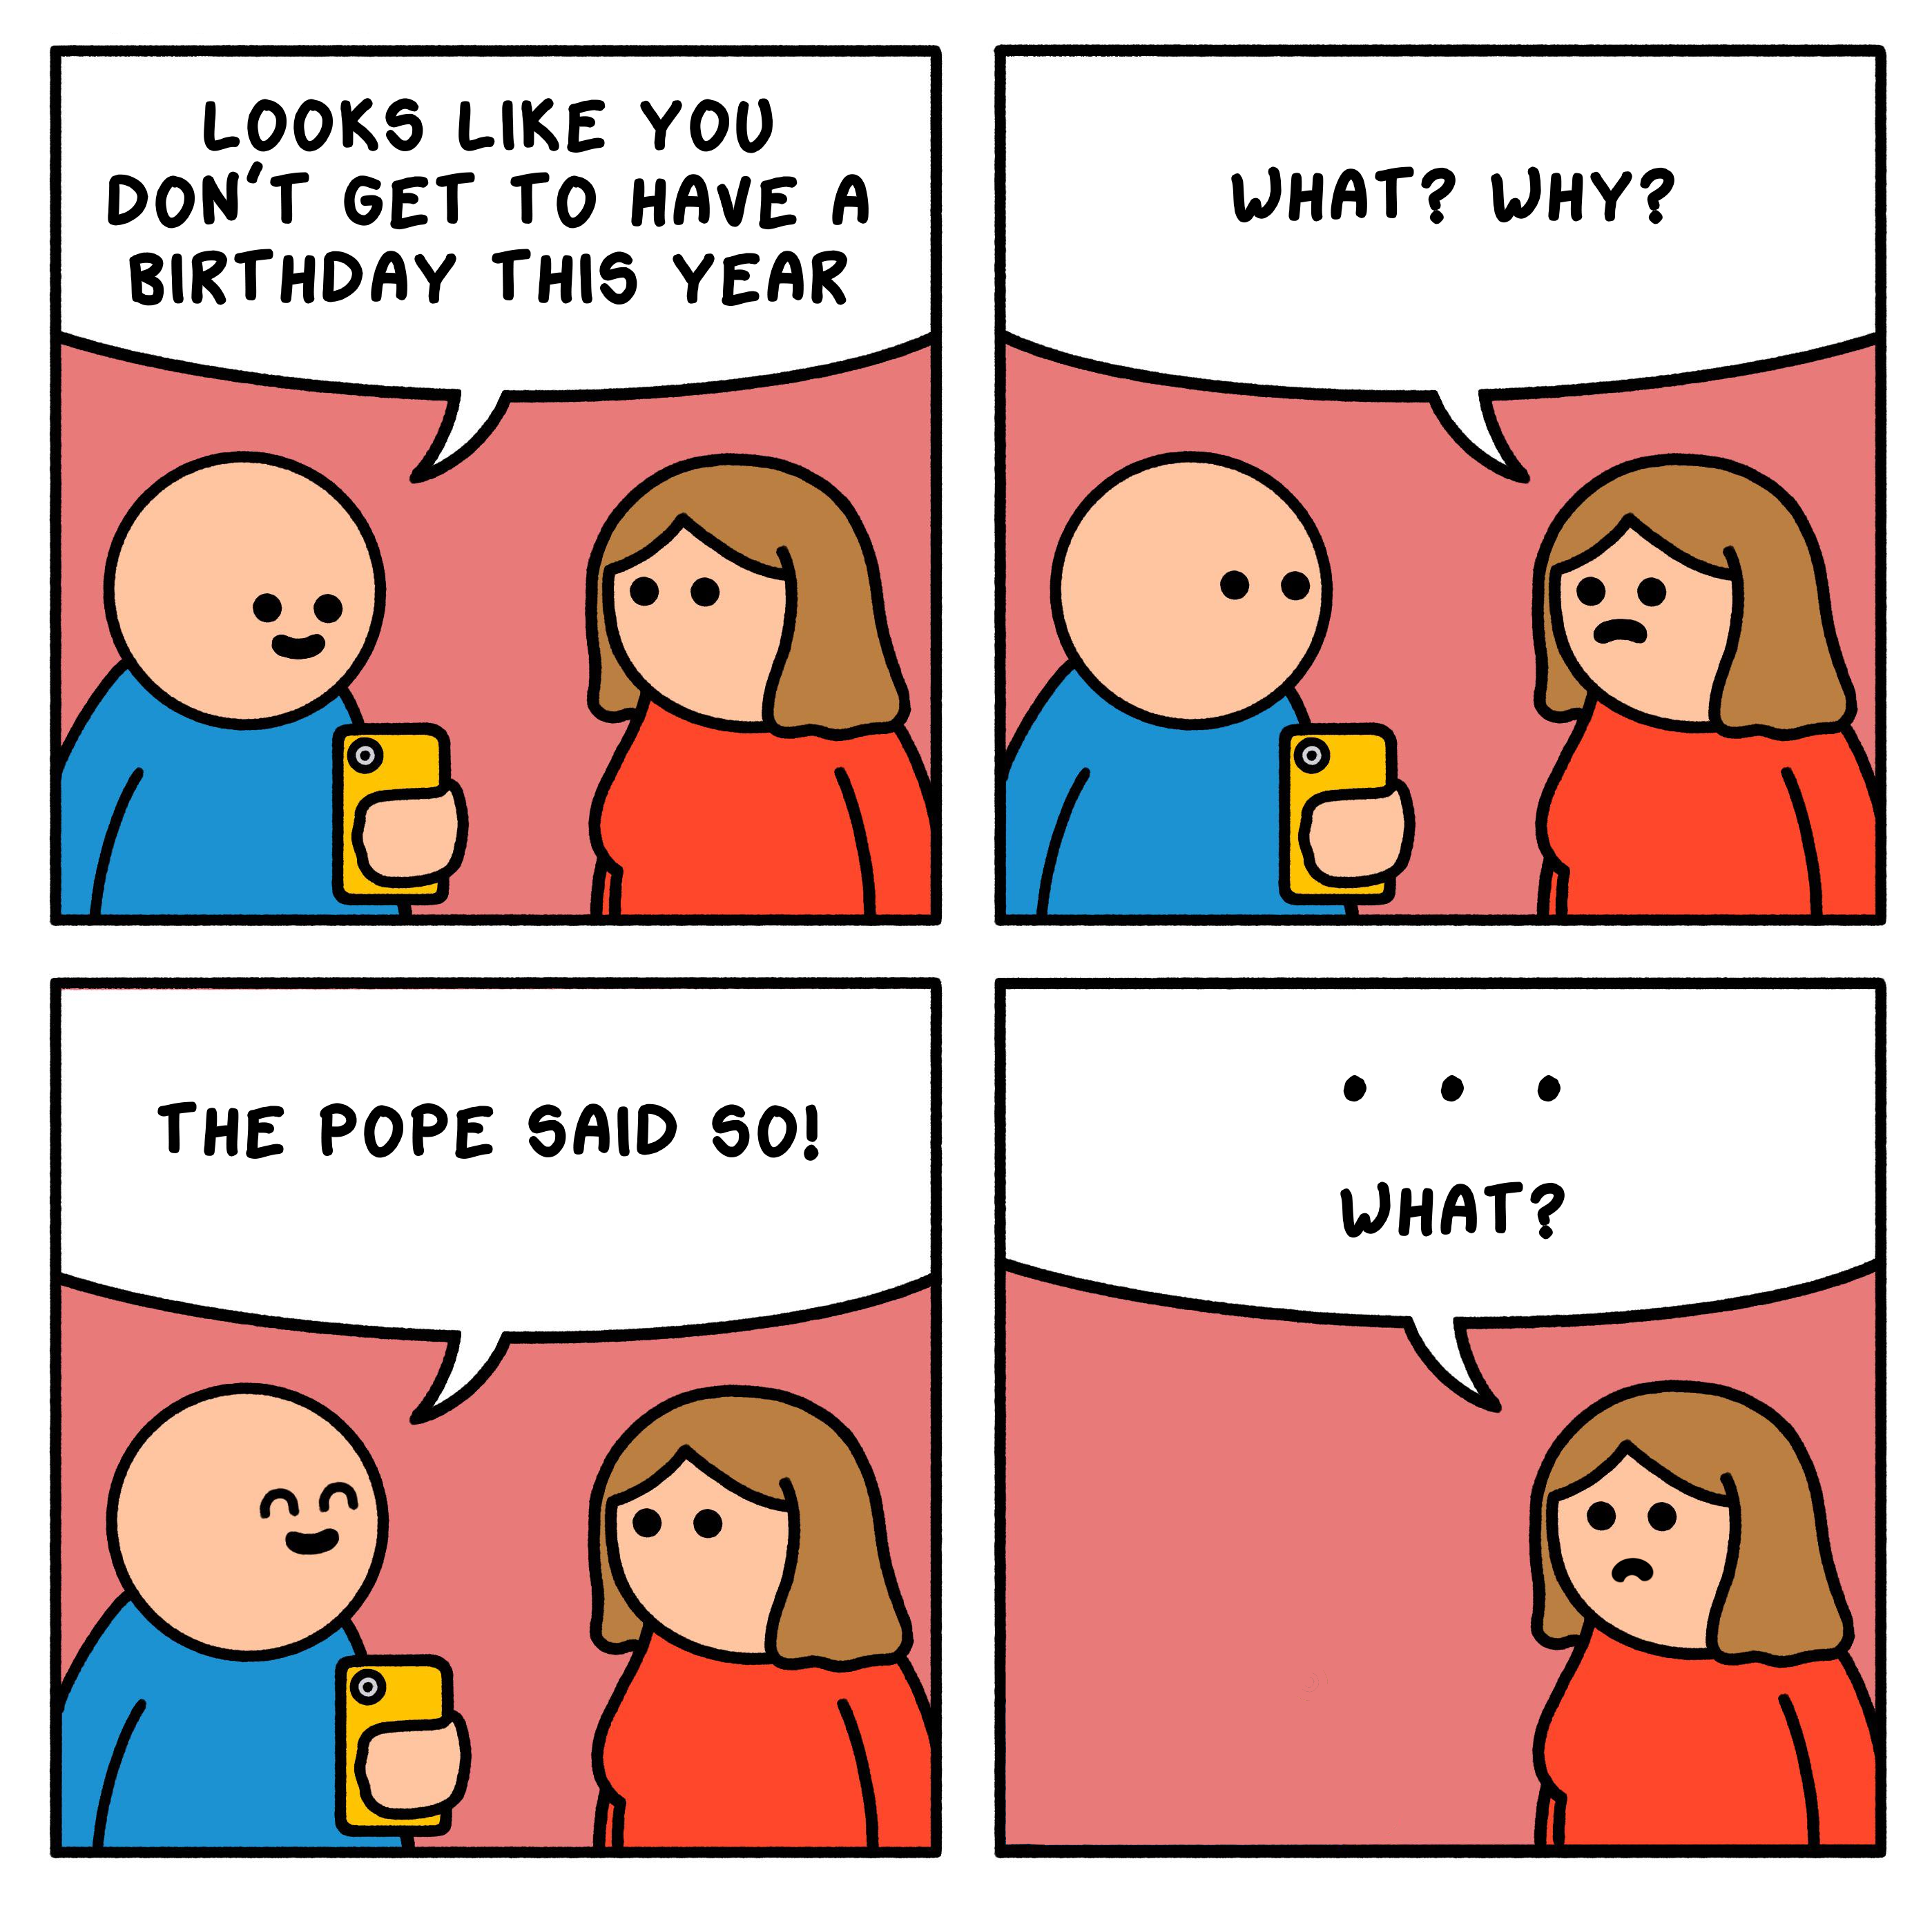 LOOKS LIKE YOU
DON'T GET TO HAVE A
BIRTHDAY THIS YEAR
WHAT? WHY?
THE POPE SAID SO!
. . .
WHAT?